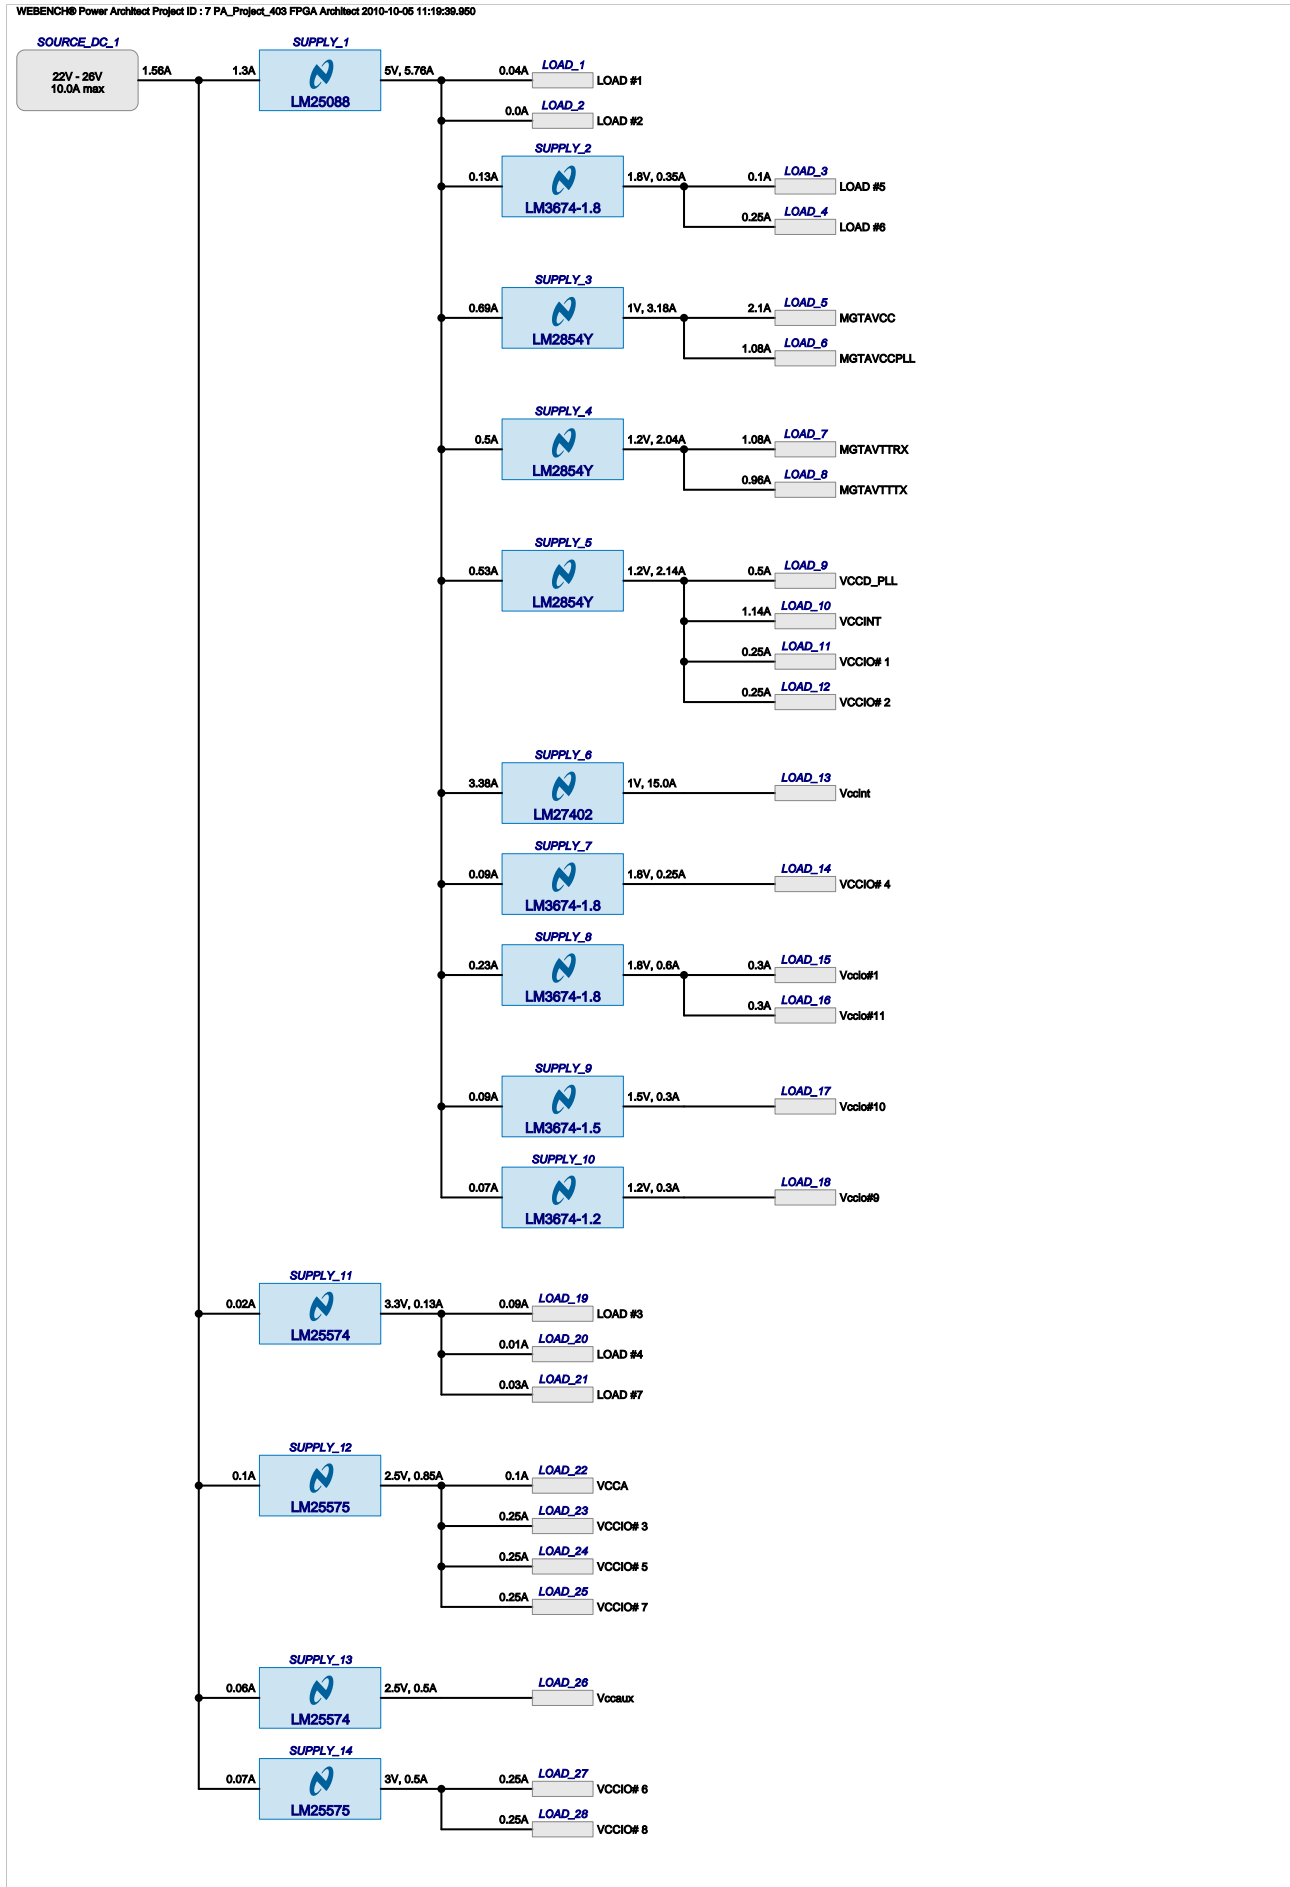 WEBENCH® Power Architect Project ID : 7 PA_Project_403 FPGA Architect 2010-10-05 11:19:39.950
SOURCE_DC_1
22V - 26V
10.0A max
1.56A
1.3A
SUPPLY_1
LM25088
5V, 5.76A
0.04A
LOAD_1
LOAD #1
0.0A
LOAD_2
LOAD #2
0.13A
SUPPLY_2
LM3674-1.8
1.8V, 0.35A
0.1A
LOAD_3
LOAD #5
0.25A
LOAD_4
LOAD #6
0.69A
SUPPLY_3
LM2854Y
1V, 3.18A
2.1A
LOAD_5
MGTAVCC
1.08A
LOAD_6
MGTAVCCPLL
0.5A
SUPPLY_4
LM2854Y
1.2V, 2.04A
1.08A
LOAD_7
MGTAVTTRX
0.96A
LOAD_8
MGTAVTTTX
0.53A
SUPPLY_5
LM2854Y
1.2V, 2.14A
0.5A
LOAD_9
VCCD_PLL
1.14A
LOAD_10
VCCINT
0.25A
LOAD_11
VCCIO# 1
0.25A
LOAD_12
VCCIO# 2
3.38A
SUPPLY_6
LM27402
1V, 15.0A
LOAD_13
Vccint
0.09A
SUPPLY_7
LM3674-1.8
1.8V, 0.25A
LOAD_14
VCCIO# 4
0.23A
SUPPLY_8
LM3674-1.8
1.8V, 0.6A
0.3A
LOAD_15
Vccio#1
0.3A
LOAD_16
Vccio#11
0.09A
SUPPLY_9
LM3674-1.5
1.5V, 0.3A
LOAD_17
Vccio#10
0.07A
SUPPLY_10
LM3674-1.2
1.2V, 0.3A
LOAD_18
Vccio#9
0.02A
SUPPLY_11
LM25574
3.3V, 0.13A
0.09A
LOAD_19
LOAD #3
0.01A
LOAD_20
LOAD #4
0.03A
LOAD_21
LOAD #7
0.1A
SUPPLY_12
LM25575
2.5V, 0.85A
0.1A
LOAD_22
VCCA
0.25A
LOAD_23
VCCIO# 3
0.25A
LOAD_24
VCCIO# 5
0.25A
LOAD_25
VCCIO# 7
0.06A
SUPPLY_13
LM25574
2.5V, 0.5A
LOAD_26
Vccaux
0.07A
SUPPLY_14
LM25575
3V, 0.5A
0.25A
LOAD_27
VCCIO# 6
0.25A
LOAD_28
VCCIO# 8